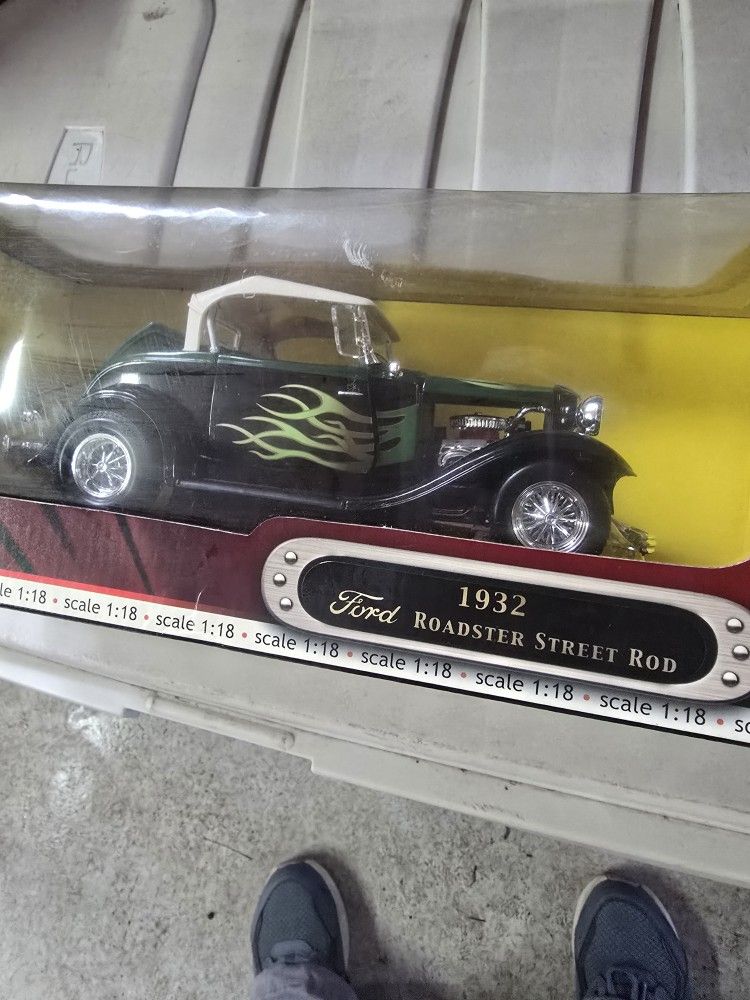 1932
Ford ROADSTER STREET ROD
scale 1:18 • scale 1:18 • scale 1:18 • scale 1:18 • scale 1:18 • scale 1:18 • scale 1:18